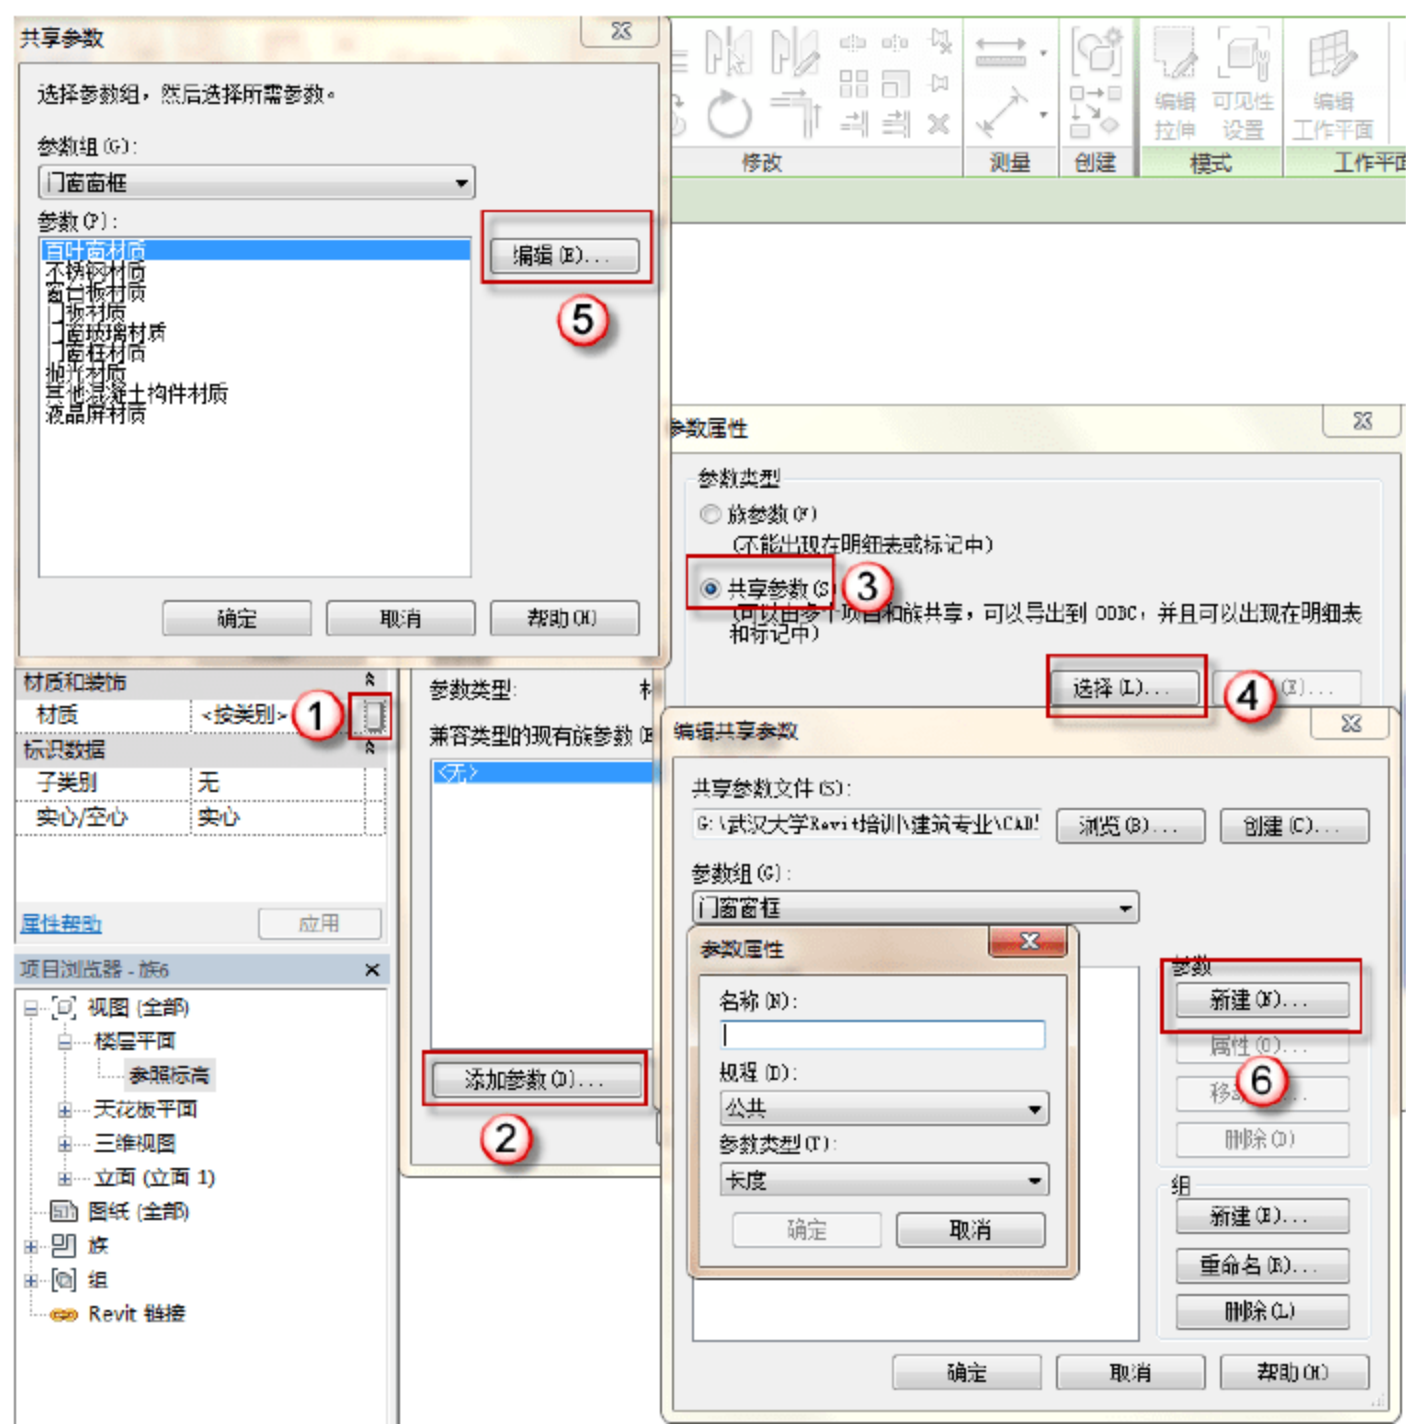 共享参数
选择参数组，然后选择所需参数。
参数组(G):
门窗窗框
参数(P):
百叶窗材质
不锈钢材质
窗台板材质
门板材质
门窗玻璃材质
门窗框材质
抛光材质
其他混凝土构件材质
液晶屏材质
编辑(E)...
5
确定
取消
帮助(H)
修改
测量
创建
编辑
拉伸
可见性
设置
模式
编辑
工作平面
工作平面
参数属性
参数类型
族参数(F)
(不能出现在明细表或标记中)
共享参数(S)
3
(可以由多个项目和族共享，可以导出到 ODBC，并且可以出现在明细表
和标记中)
选择(L)...
4
材质和装饰
材质
<按类别>
1
标识数据
子类别
无
实心/空心
实心
属性帮助
应用
项目浏览器 - 族6
视图 (全部)
楼层平面
参照标高
天花板平面
三维视图
立面 (立面 1)
图纸 (全部)
族
组
Revit 链接
参数类型:
兼容类型的现有族参数
<无>
添加参数(D)...
2
编辑共享参数
共享参数文件(S):
G:\武汉大学Revit培训\建筑专业\CAD!
浏览(B)...
创建(C)...
参数组(G):
门窗窗框
参数属性
名称(N):
规程(D):
公共
参数类型(T):
长度
确定
取消
参数
新建(N)...
属性(O)...
6
删除(D)
组
新建(E)...
重命名(R)...
删除(L)
确定
取消
帮助(H)